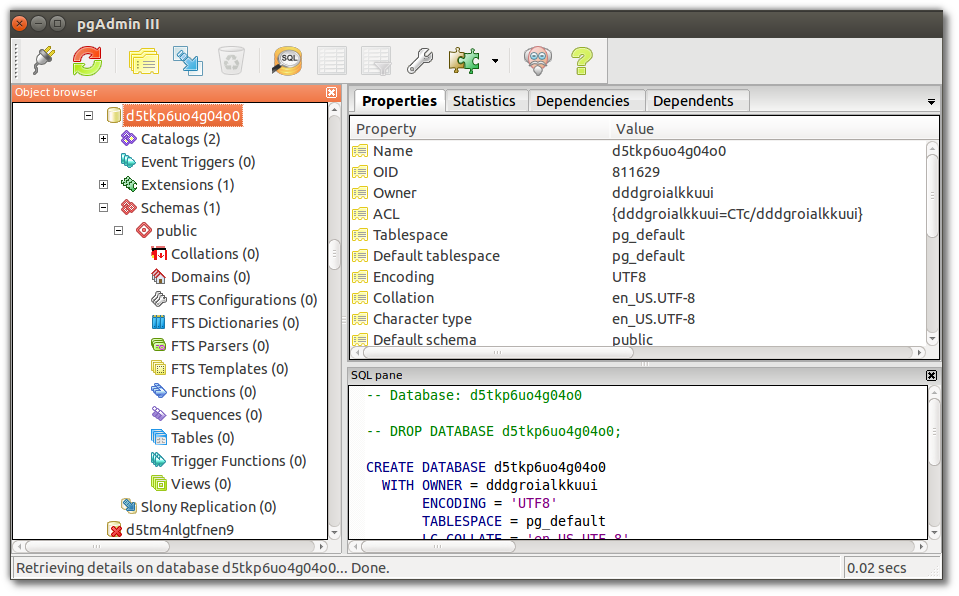 pgAdmin III
SQL
Object browser
d5tkp6uo4g04o0
Catalogs (2)
Event Triggers (0)
Extensions (1)
Schemas (1)
public
Collations (0)
Domains (0)
FTS Configurations (0)
FTS Dictionaries (0)
FTS Parsers (0)
FTS Templates (0)
Functions (0)
Sequences (0)
Tables (0)
Trigger Functions (0)
Views (0)
Slony Replication (0)
d5tm4nlgtfnen9
Properties Statistics Dependencies Dependents
Property Value
Name d5tkp6uo4g04o0
OID 811629
Owner dddgroialkkuui
ACL {dddgroialkkuui=CTc/dddgroialkkuui}
Tablespace pg_default
Default tablespace pg_default
Encoding UTF8
Collation en_US.UTF-8
Character type en_US.UTF-8
Default schema public
SQL pane
-- Database: d5tkp6uo4g04o0
-- DROP DATABASE d5tkp6uo4g04o0;
CREATE DATABASE d5tkp6uo4g04o0
WITH OWNER = dddgroialkkuui
ENCODING = 'UTF8'
TABLESPACE = pg_default
LC_COLLATE = 'en_US.UTF-8'
Retrieving details on database d5tkp6uo4g04o0... Done. 0.02 secs